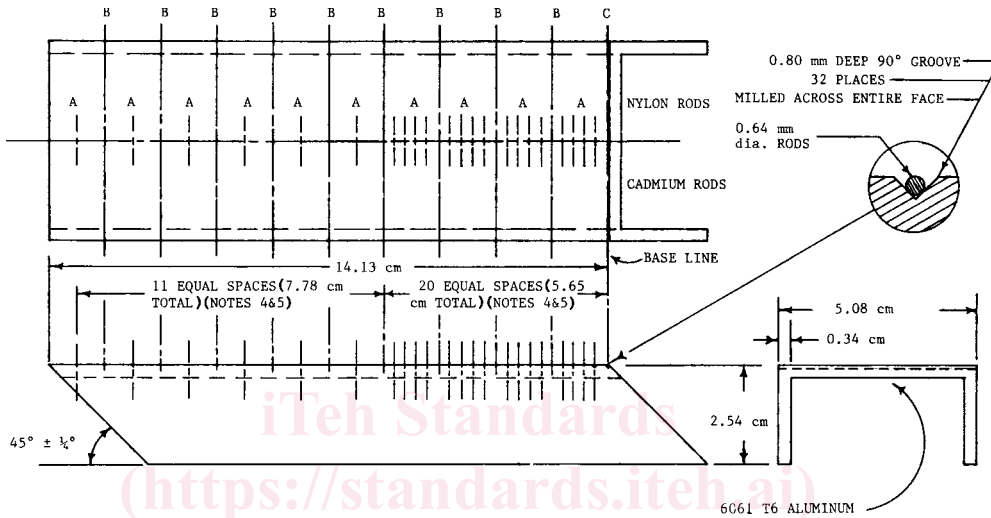 B B B B B B B B B C
0.80 mm DEEP 90° GROOVE
32 PLACES
MILLED ACROSS ENTIRE FACE
A A A A A A A A A A
NYLON RODS
0.64 mm
dia. RODS
CADMIUM RODS
BASE LINE
14.13 cm
11 EQUAL SPACES(7.78 cm
TOTAL)(NOTES 4&5)
20 EQUAL SPACES(5.65
cm TOTAL)(NOTES 4&5)
5.08 cm
0.34 cm
2.54 cm
45° ± ¼°
6061 T6 ALUMINUM
iTeh Standards
(https://standards.iteh.ai)